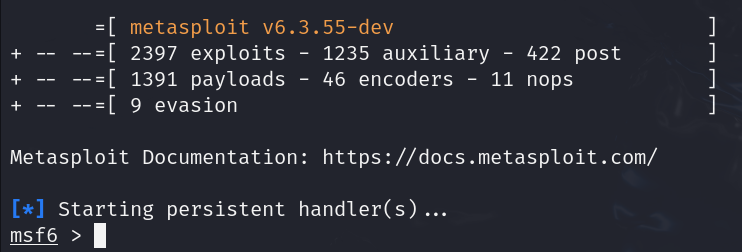 =[ metasploit v6.3.55-dev ]
+ -- --=[ 2397 exploits - 1235 auxiliary - 422 post ]
+ -- --=[ 1391 payloads - 46 encoders - 11 nops ]
+ -- --=[ 9 evasion ]
Metasploit Documentation: https://docs.metasploit.com/
[*] Starting persistent handler(s)...
msf6 >